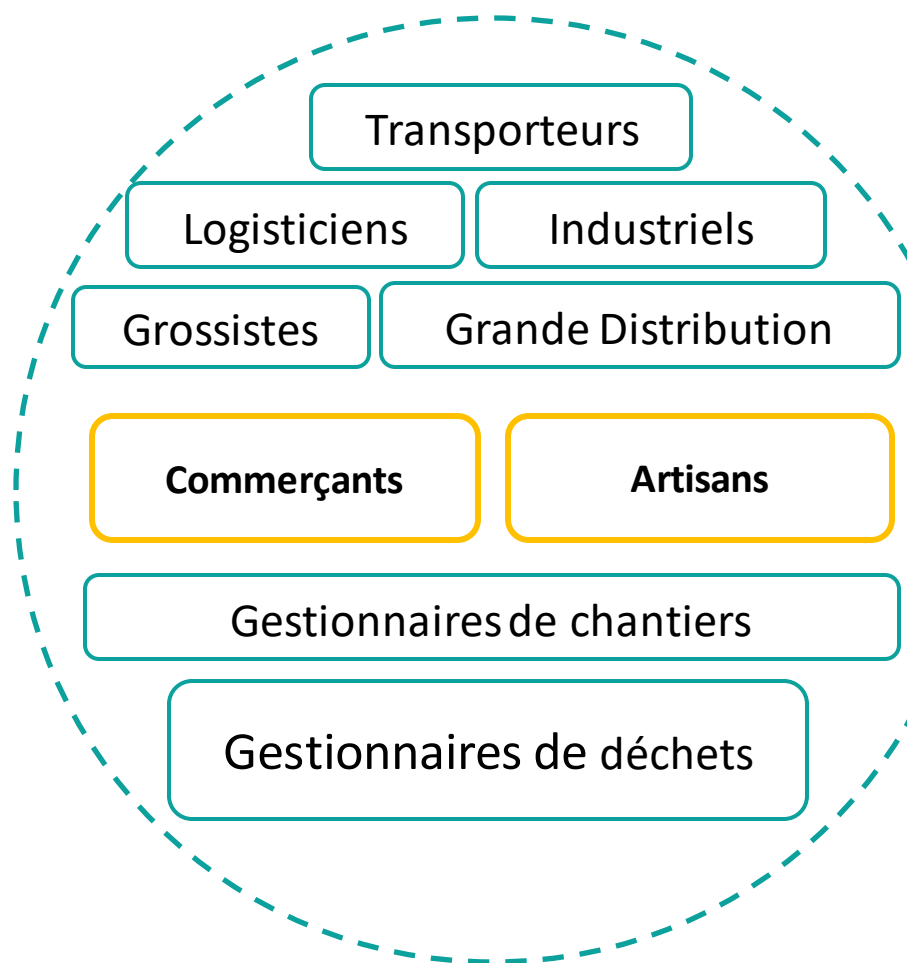 Transporteurs
Logisticiens
Industriels
Grossistes
Grande Distribution
Commerçants
Artisans
Gestionnaires de chantiers
Gestionnaires de déchets